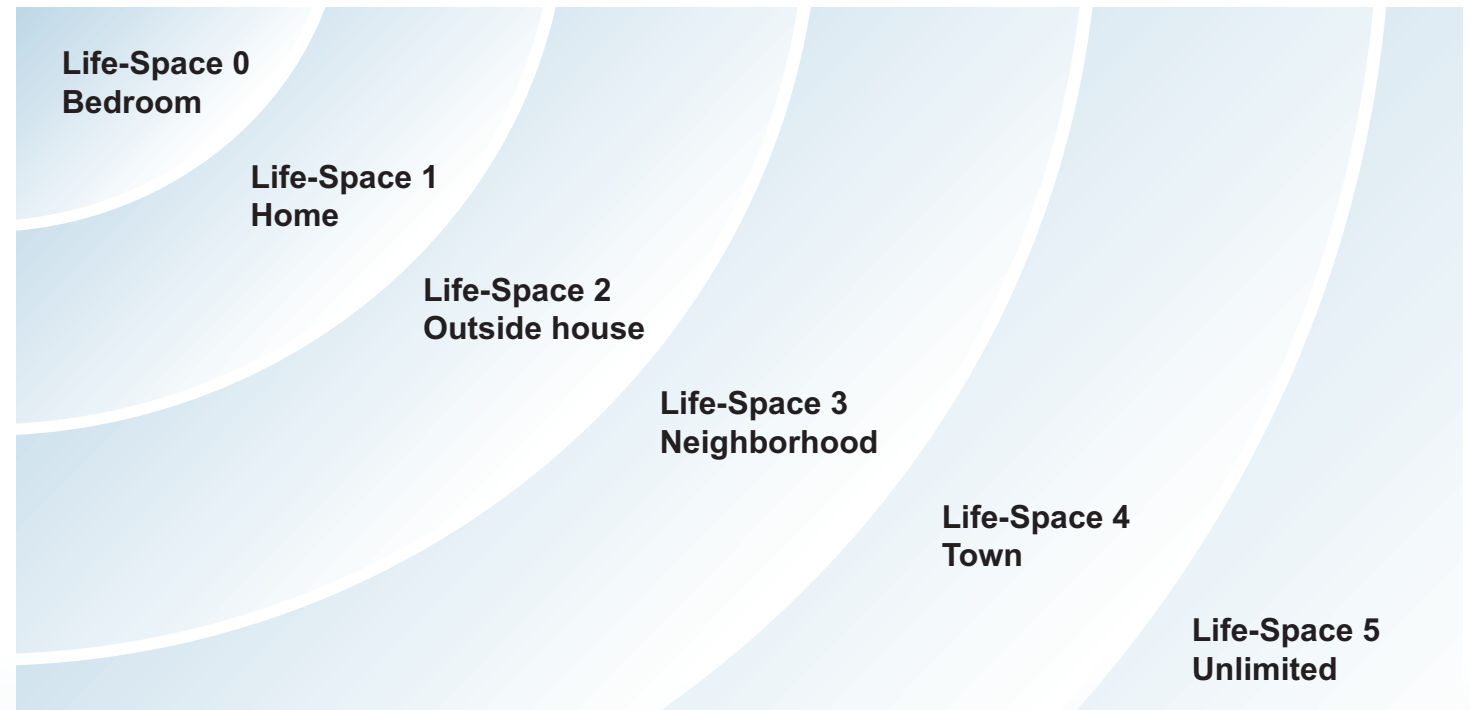 Life-Space 0
Bedroom
Life-Space 1
Home
Life-Space 2
Outside house
Life-Space 3
Neighborhood
Life-Space 4
Town
Life-Space 5
Unlimited